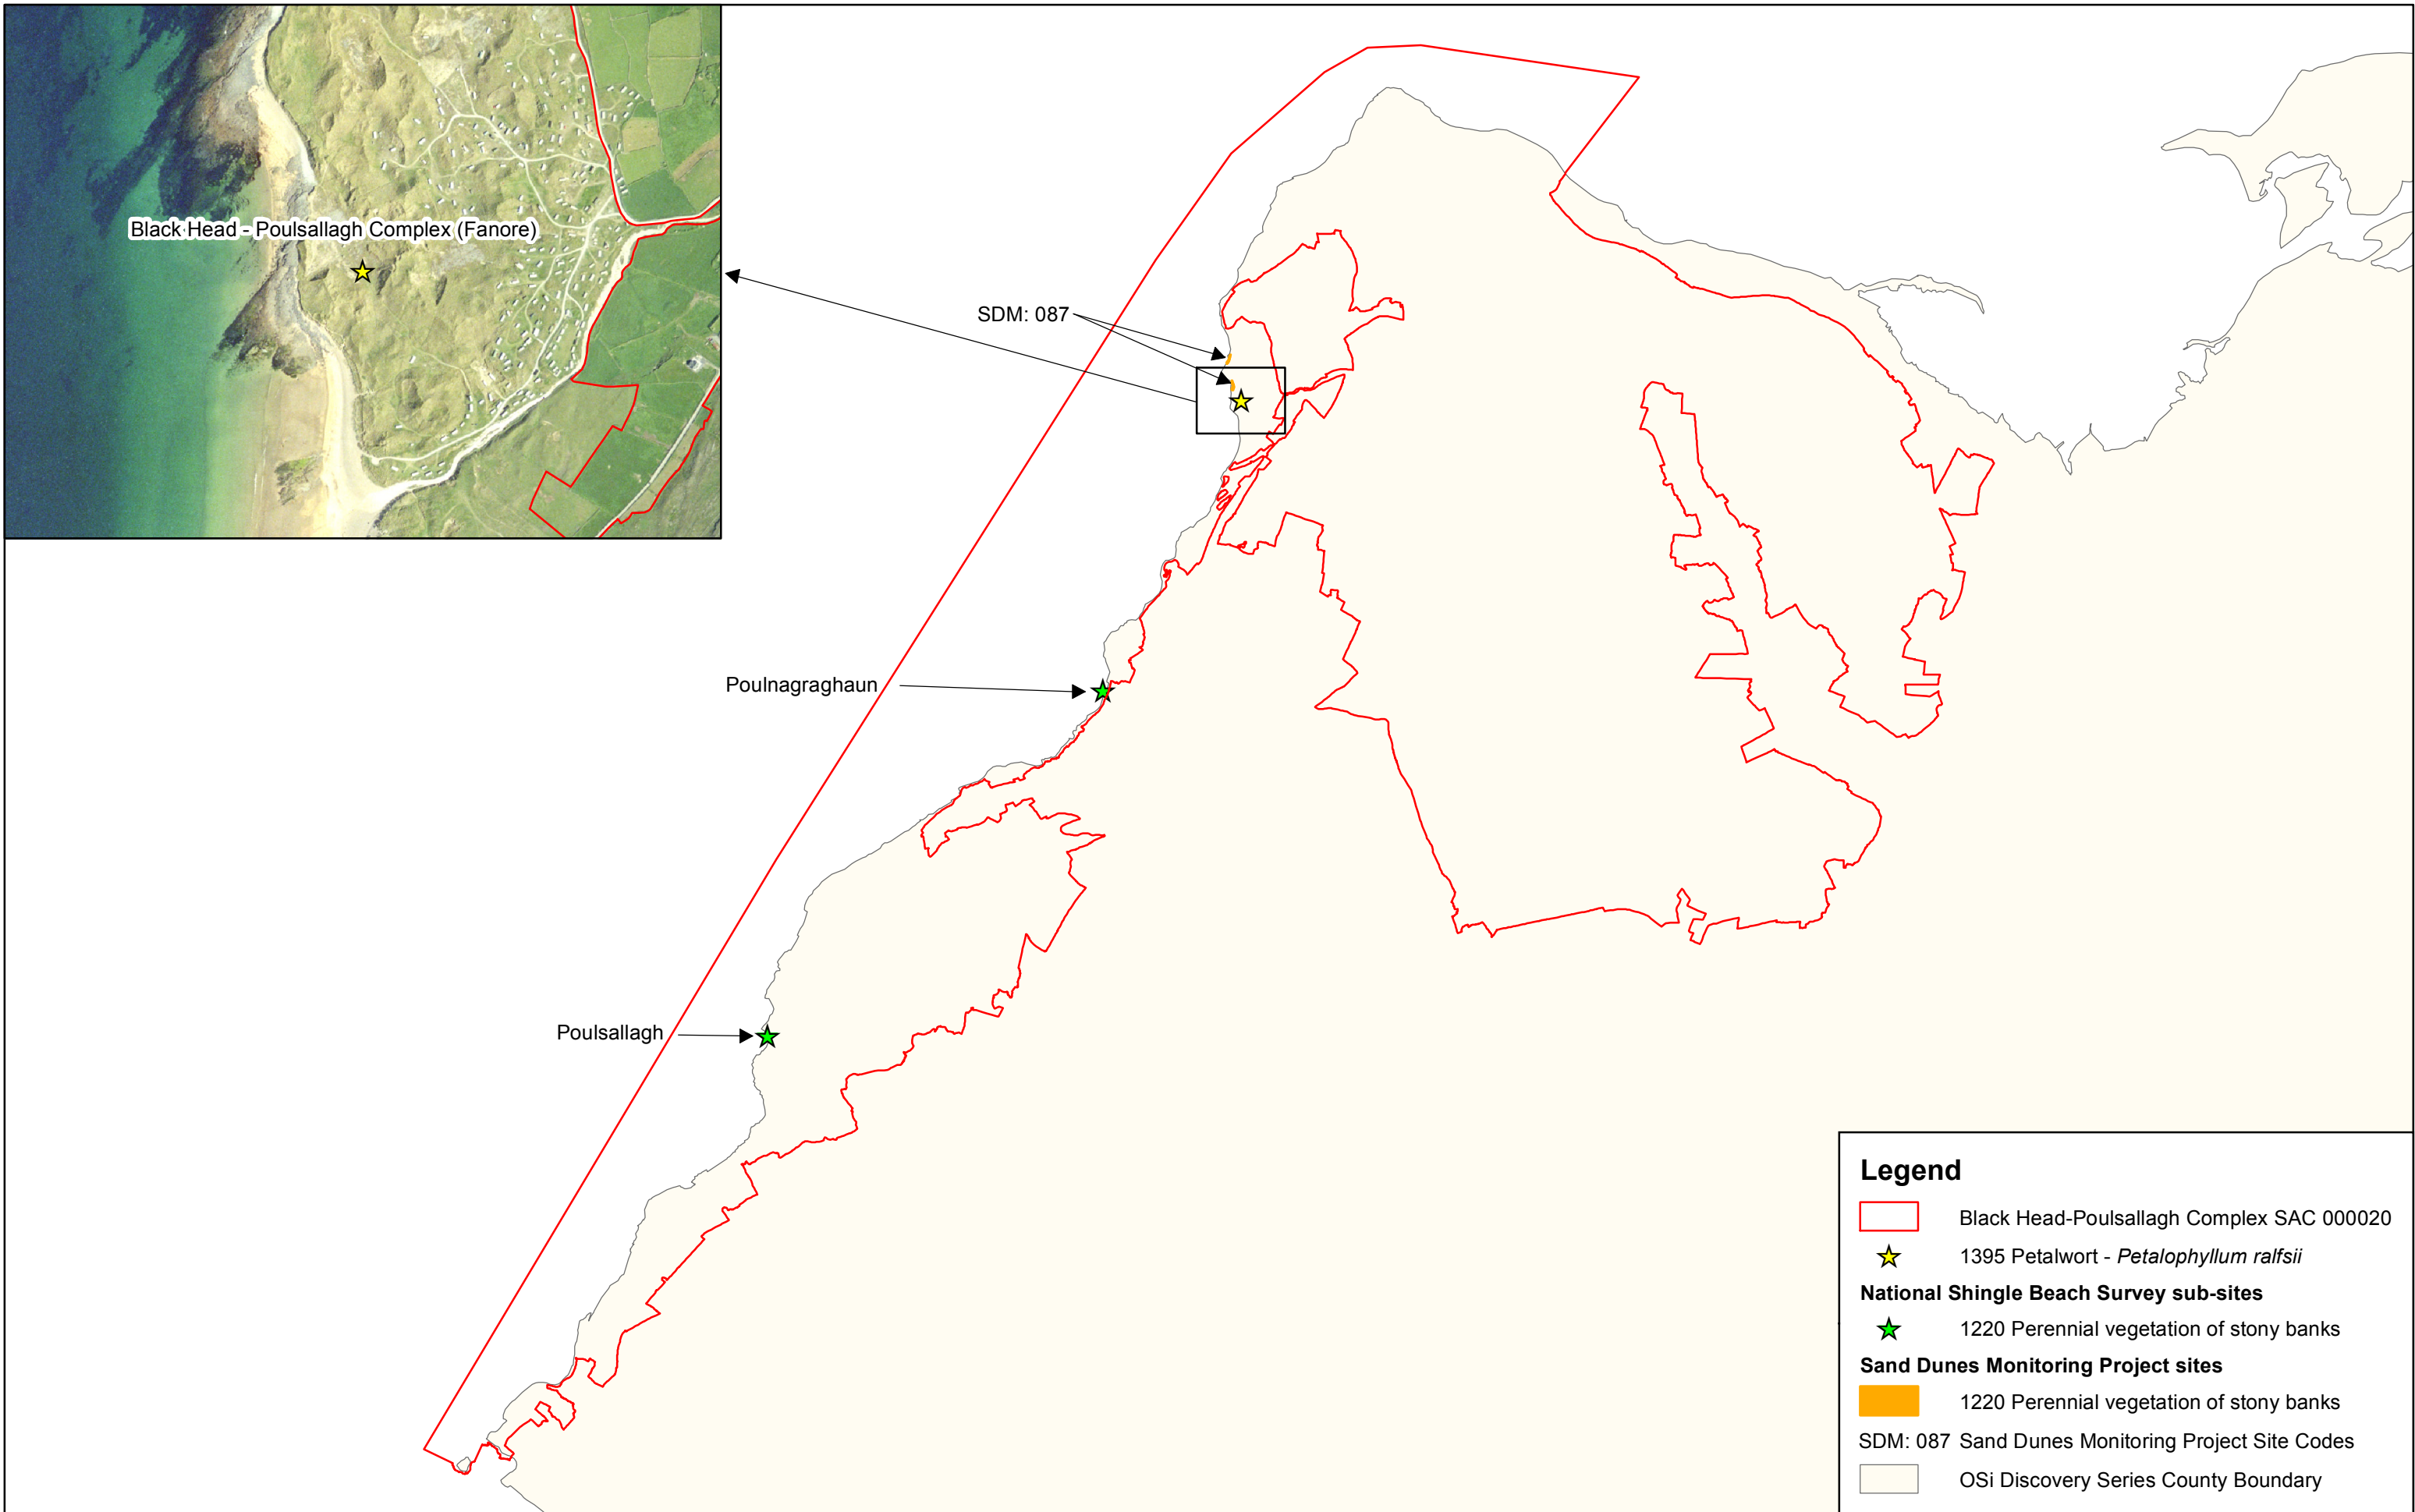 Black Head - Poulsallagh Complex (Fanore)
SDM: 087
Poulnagraghaun
Poulsallagh
Legend
Black Head-Poulsallagh Complex SAC 000020
1395 Petalwort - Petalophyllum ralfsii
National Shingle Beach Survey sub-sites
1220 Perennial vegetation of stony banks
Sand Dunes Monitoring Project sites
1220 Perennial vegetation of stony banks
SDM: 087 Sand Dunes Monitoring Project Site Codes
OSi Discovery Series County Boundary